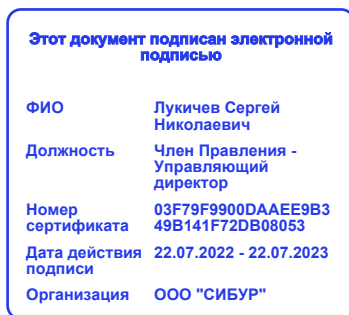 Этот документ подписан электронной
подписью
ФИО Лукичев Сергей
Николаевич
Должность Член Правления -
Управляющий
директор
Номер 03F79F9900DAAEE9B3
сертификата 49B141F72DB08053
Дата действия 22.07.2022 - 22.07.2023
подписи
Организация ООО "СИБУР"